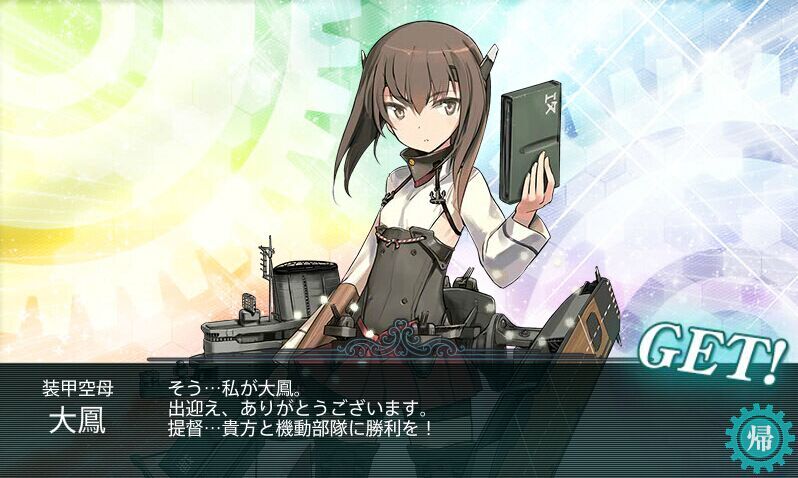 GET!
装甲空母
大鳳
そう…私が大鳳。
出迎え、ありがとうございます。
提督…貴方と機動部隊に勝利を！
帰